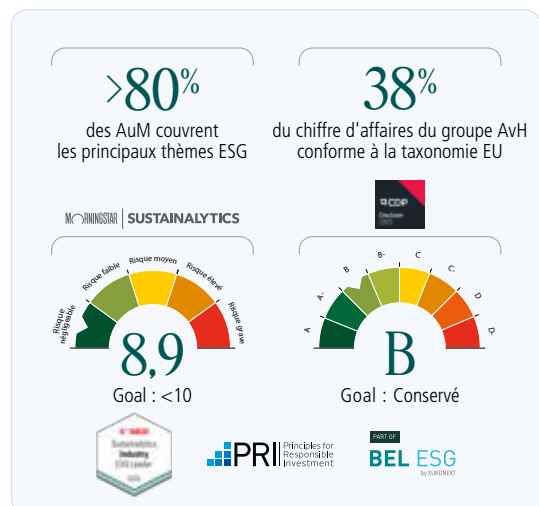 >80%
des AuM couvrent
les principaux thèmes ESG
38%
du chiffre d'affaires du groupe AvH
conforme à la taxonomie EU
MORNINGSTAR | SUSTAINALYTICS
CDP
Risque négligeable
Risque faible
Risque moyen
Risque élevé
Risque grave
8,9
Goal : <10
A
A-
B
B-
C
C-
D
D-
B
Goal : Conservé
Sustainalytics
Industry
ESG Leader
PRI
Principles for
Responsible
Investment
PART OF
BEL ESG
by EURONEXT